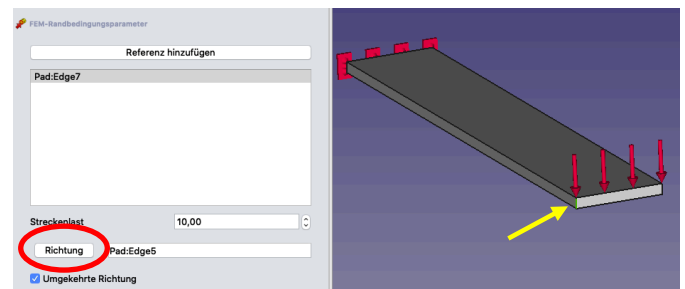 FEM-Randbedingungsparameter
Referenz hinzufügen
Pad:Edge7
Streckenlast 10,00
Richtung Pad:Edge5
Umgekehrte Richtung